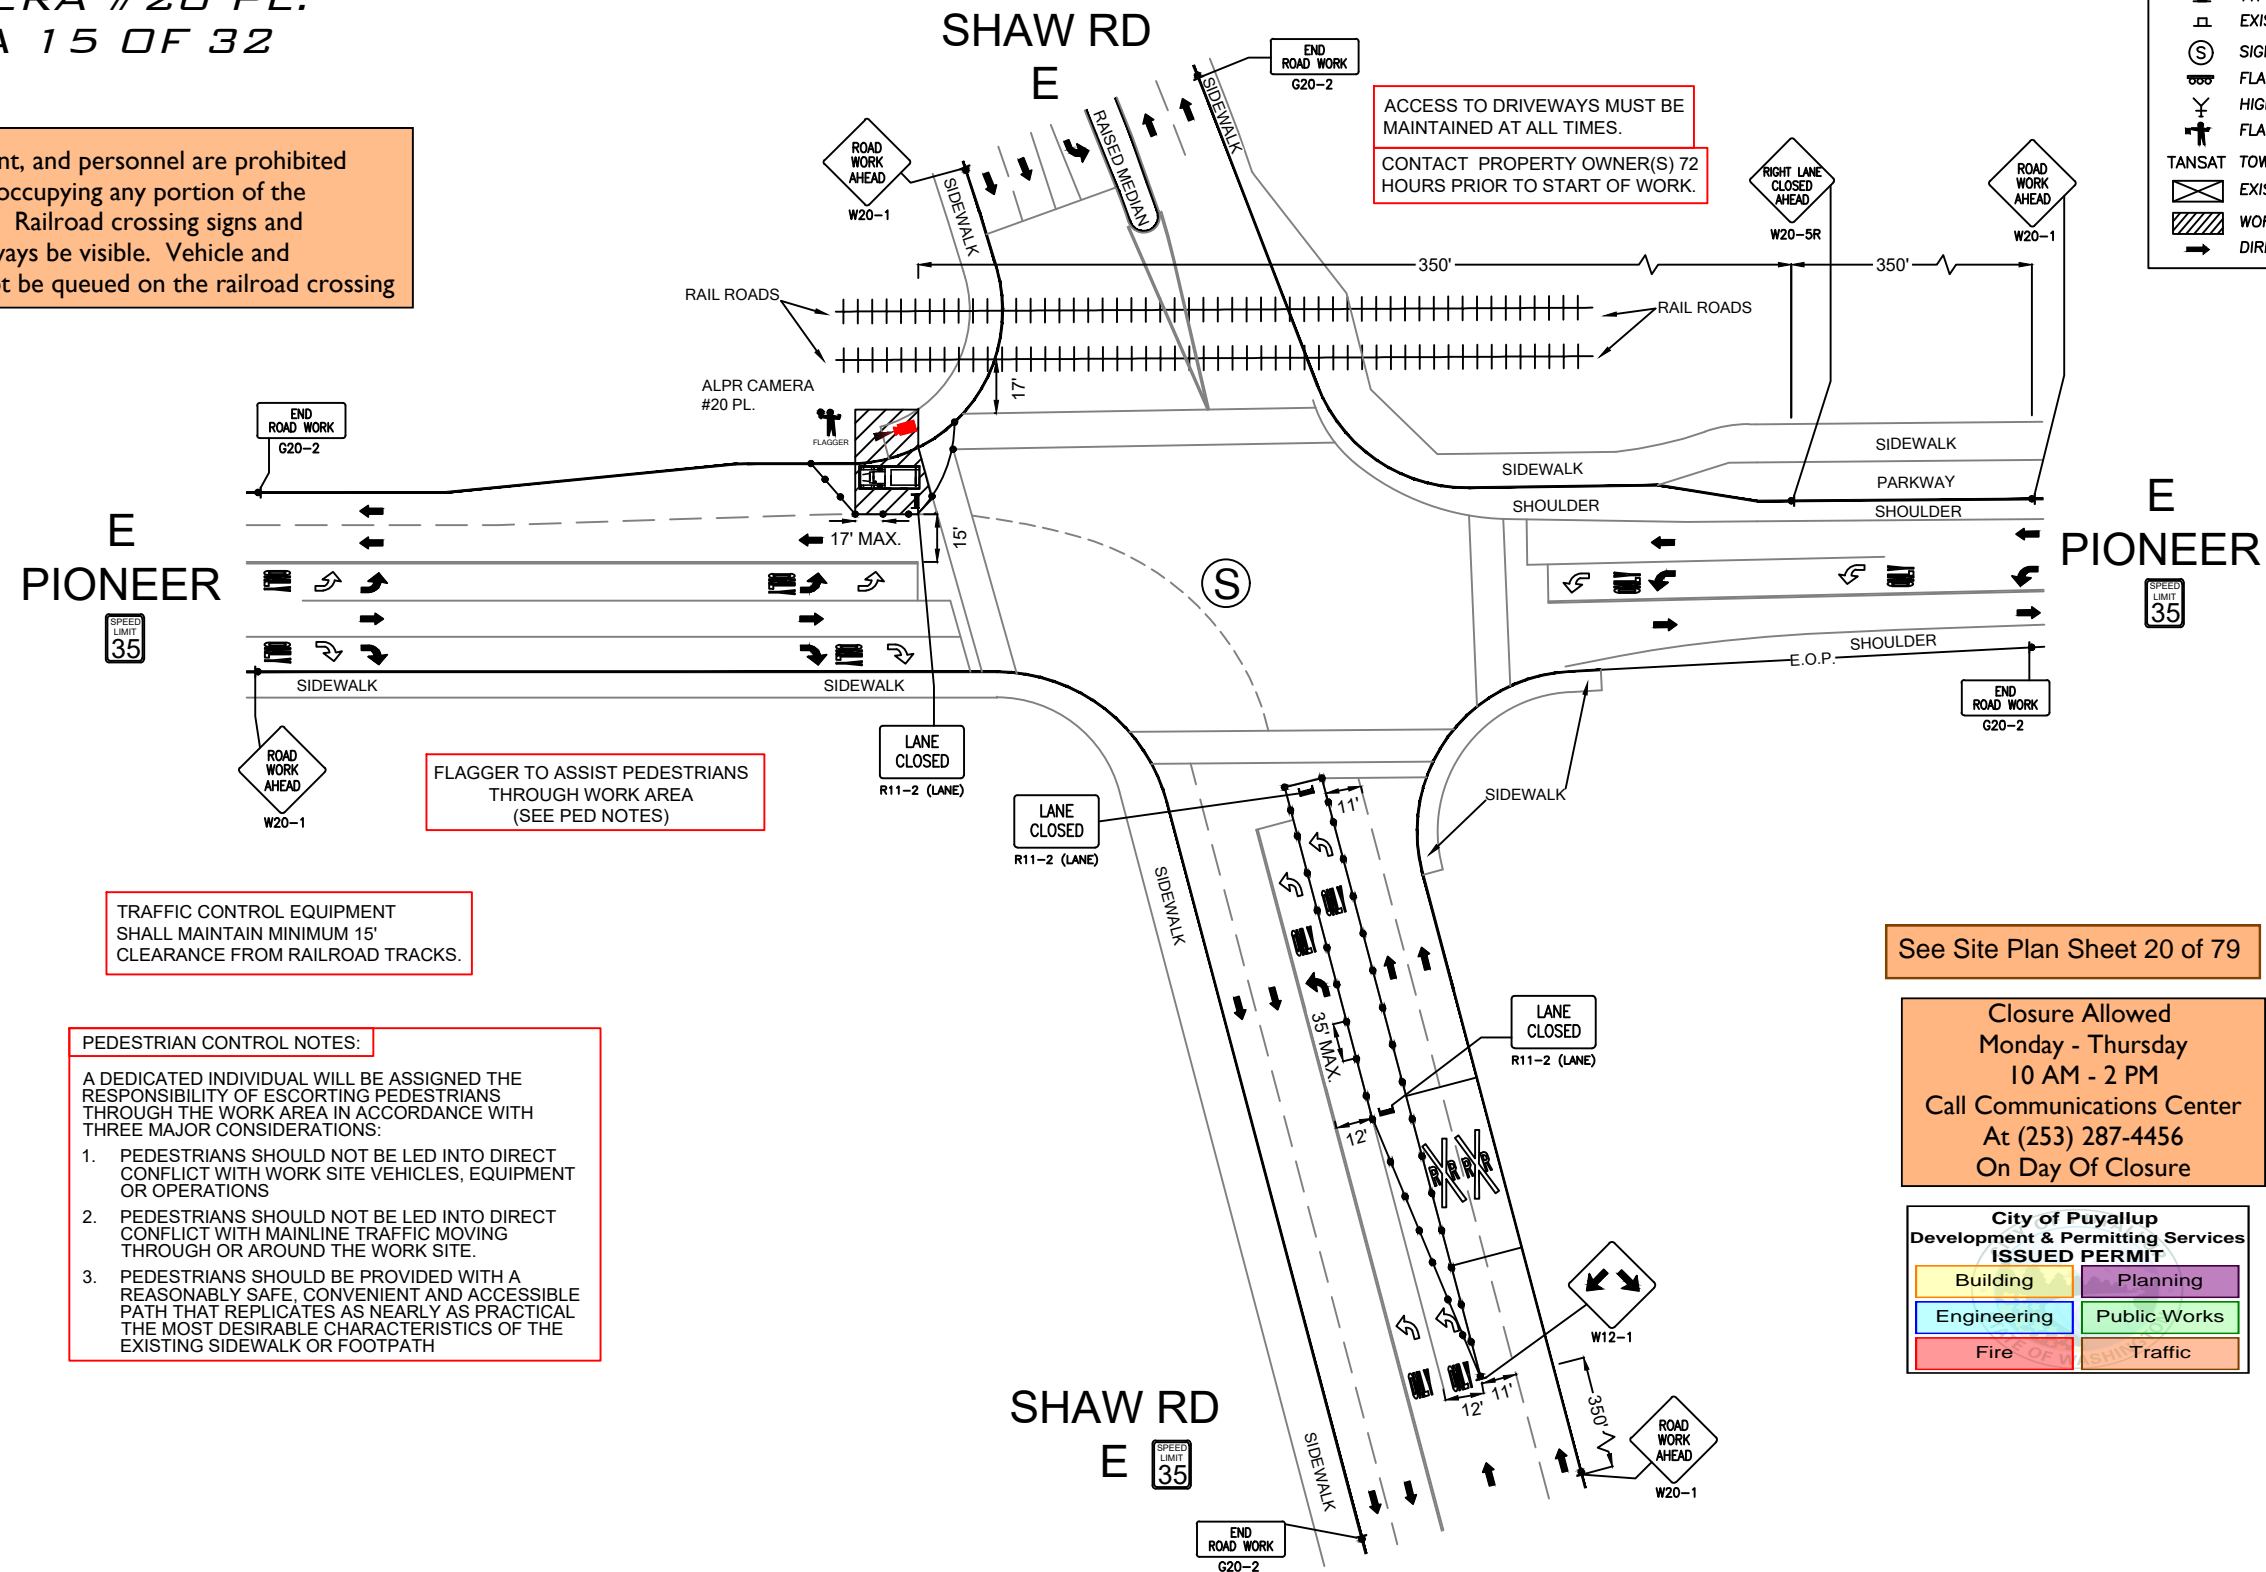 #20 PL.
15 OF 32
nt, and personnel are prohibited
occupying any portion of the
Railroad crossing signs and
ways be visible. Vehicle and
be queued on the railroad crossing
SHAW RD
E
END
ROAD WORK
G20-2
ROAD
WORK
AHEAD
W20-1
SIDEWALK
RAISED MEDIAN
SIDEWALK
ACCESS TO DRIVEWAYS MUST BE
MAINTAINED AT ALL TIMES.
CONTACT PROPERTY OWNER(S) 72
HOURS PRIOR TO START OF WORK.
RIGHT LANE
CLOSED
AHEAD
W20-5R
ROAD
WORK
AHEAD
W20-1
S
TANSAT
350'
350'
RAIL ROADS
RAIL ROADS
17'
ALPR CAMERA
#20 PL.
FLAGGER
END
ROAD WORK
G20-2
SIDEWALK
SIDEWALK
PARKWAY
SHOULDER
SHOULDER
E
PIONEER
SPEED
LIMIT
35
17' MAX.
15'
S
E
PIONEER
SPEED
LIMIT
35
SHOULDER
E.O.P.
END
ROAD WORK
G20-2
SIDEWALK
SIDEWALK
ROAD
WORK
AHEAD
W20-1
FLAGGER TO ASSIST PEDESTRIANS
THROUGH WORK AREA
(SEE PED NOTES)
LANE
CLOSED
R11-2 (LANE)
LANE
CLOSED
R11-2 (LANE)
11'
SIDEWALK
SIDEWALK
TRAFFIC CONTROL EQUIPMENT
SHALL MAINTAIN MINIMUM 15'
CLEARANCE FROM RAILROAD TRACKS.
See Site Plan Sheet 20 of 79
Closure Allowed
Monday - Thursday
10 AM - 2 PM
Call Communications Center
At (253) 287-4456
On Day Of Closure
LANE
CLOSED
R11-2 (LANE)
35' MAX.
12'
R R
R R
PEDESTRIAN CONTROL NOTES:
A DEDICATED INDIVIDUAL WILL BE ASSIGNED THE
RESPONSIBILITY OF ESCORTING PEDESTRIANS
THROUGH THE WORK AREA IN ACCORDANCE WITH
THREE MAJOR CONSIDERATIONS:
1. PEDESTRIANS SHOULD NOT BE LED INTO DIRECT
CONFLICT WITH WORK SITE VEHICLES, EQUIPMENT
OR OPERATIONS
2. PEDESTRIANS SHOULD NOT BE LED INTO DIRECT
CONFLICT WITH MAINLINE TRAFFIC MOVING
THROUGH OR AROUND THE WORK SITE.
3. PEDESTRIANS SHOULD BE PROVIDED WITH A
REASONABLY SAFE, CONVENIENT AND ACCESSIBLE
PATH THAT REPLICATES AS NEARLY AS PRACTICAL
THE MOST DESIRABLE CHARACTERISTICS OF THE
EXISTING SIDEWALK OR FOOTPATH
City of Puyallup
Development & Permitting Services
ISSUED PERMIT
Building
Planning
Engineering
Public Works
Fire
Traffic
W12-1
12'
11'
350'
ROAD
WORK
AHEAD
W20-1
SHAW RD
E
SPEED
LIMIT
35
SIDEWALK
END
ROAD WORK
G20-2